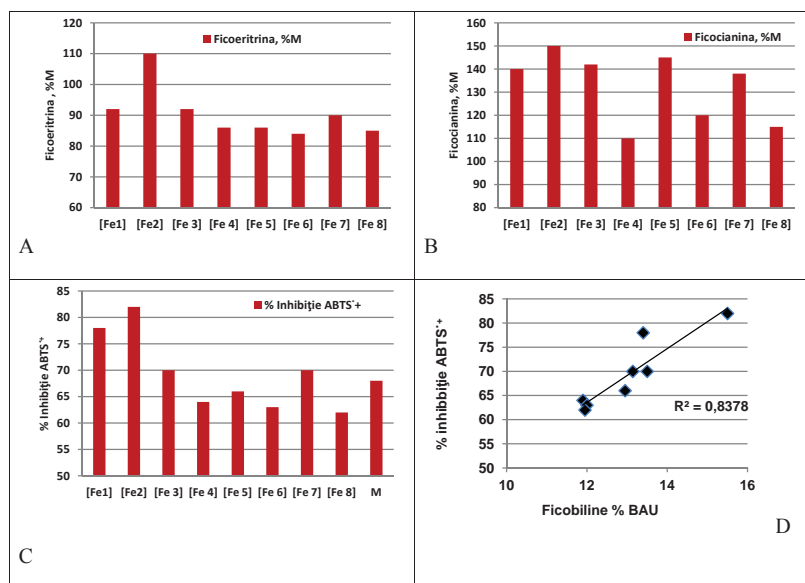 Ficoeritrina, %M
Ficoeritrina , %M
120
110
100
90
80
70
60
[Fe1] [Fe2] [Fe 3] [Fe 4] [Fe 5] [Fe 6] [Fe 7] [Fe 8]
A
Ficocianina, %M
Ficocianina, %M
160
150
140
130
120
110
100
90
80
[Fe1] [Fe2] [Fe 3] [Fe 4] [Fe 5] [Fe 6] [Fe 7] [Fe 8]
B
% Inhibiţie ABTS˙+
% Inhibiţie ABTS˙+
85
80
75
70
65
60
55
50
[Fe1] [Fe2] [Fe 3] [Fe 4] [Fe 5] [Fe 6] [Fe 7] [Fe 8] M
C
% inhibbiţie ABTS˙+
85
80
75
70
65
60
55
50
R² = 0,8378
10 12 14 16
Ficobiline % BAU
D